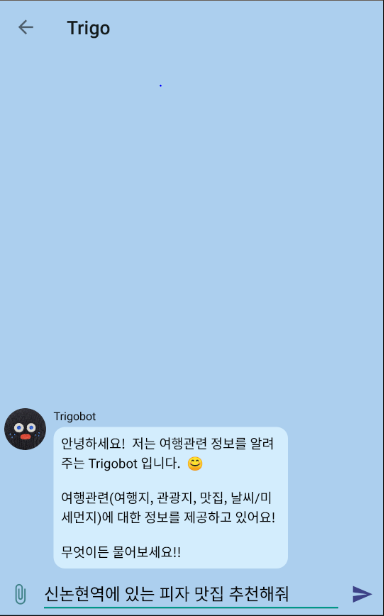 Trigo
Trigobot
안녕하세요! 저는 여행관련 정보를 알려
주는 Trigobot 입니다. 😊
여행관련(여행지, 관광지, 맛집, 날씨/미
세먼지)에 대한 정보를 제공하고 있어요!
무엇이든 물어보세요!!
신논현역에 있는 피자 맛집 추천해줘